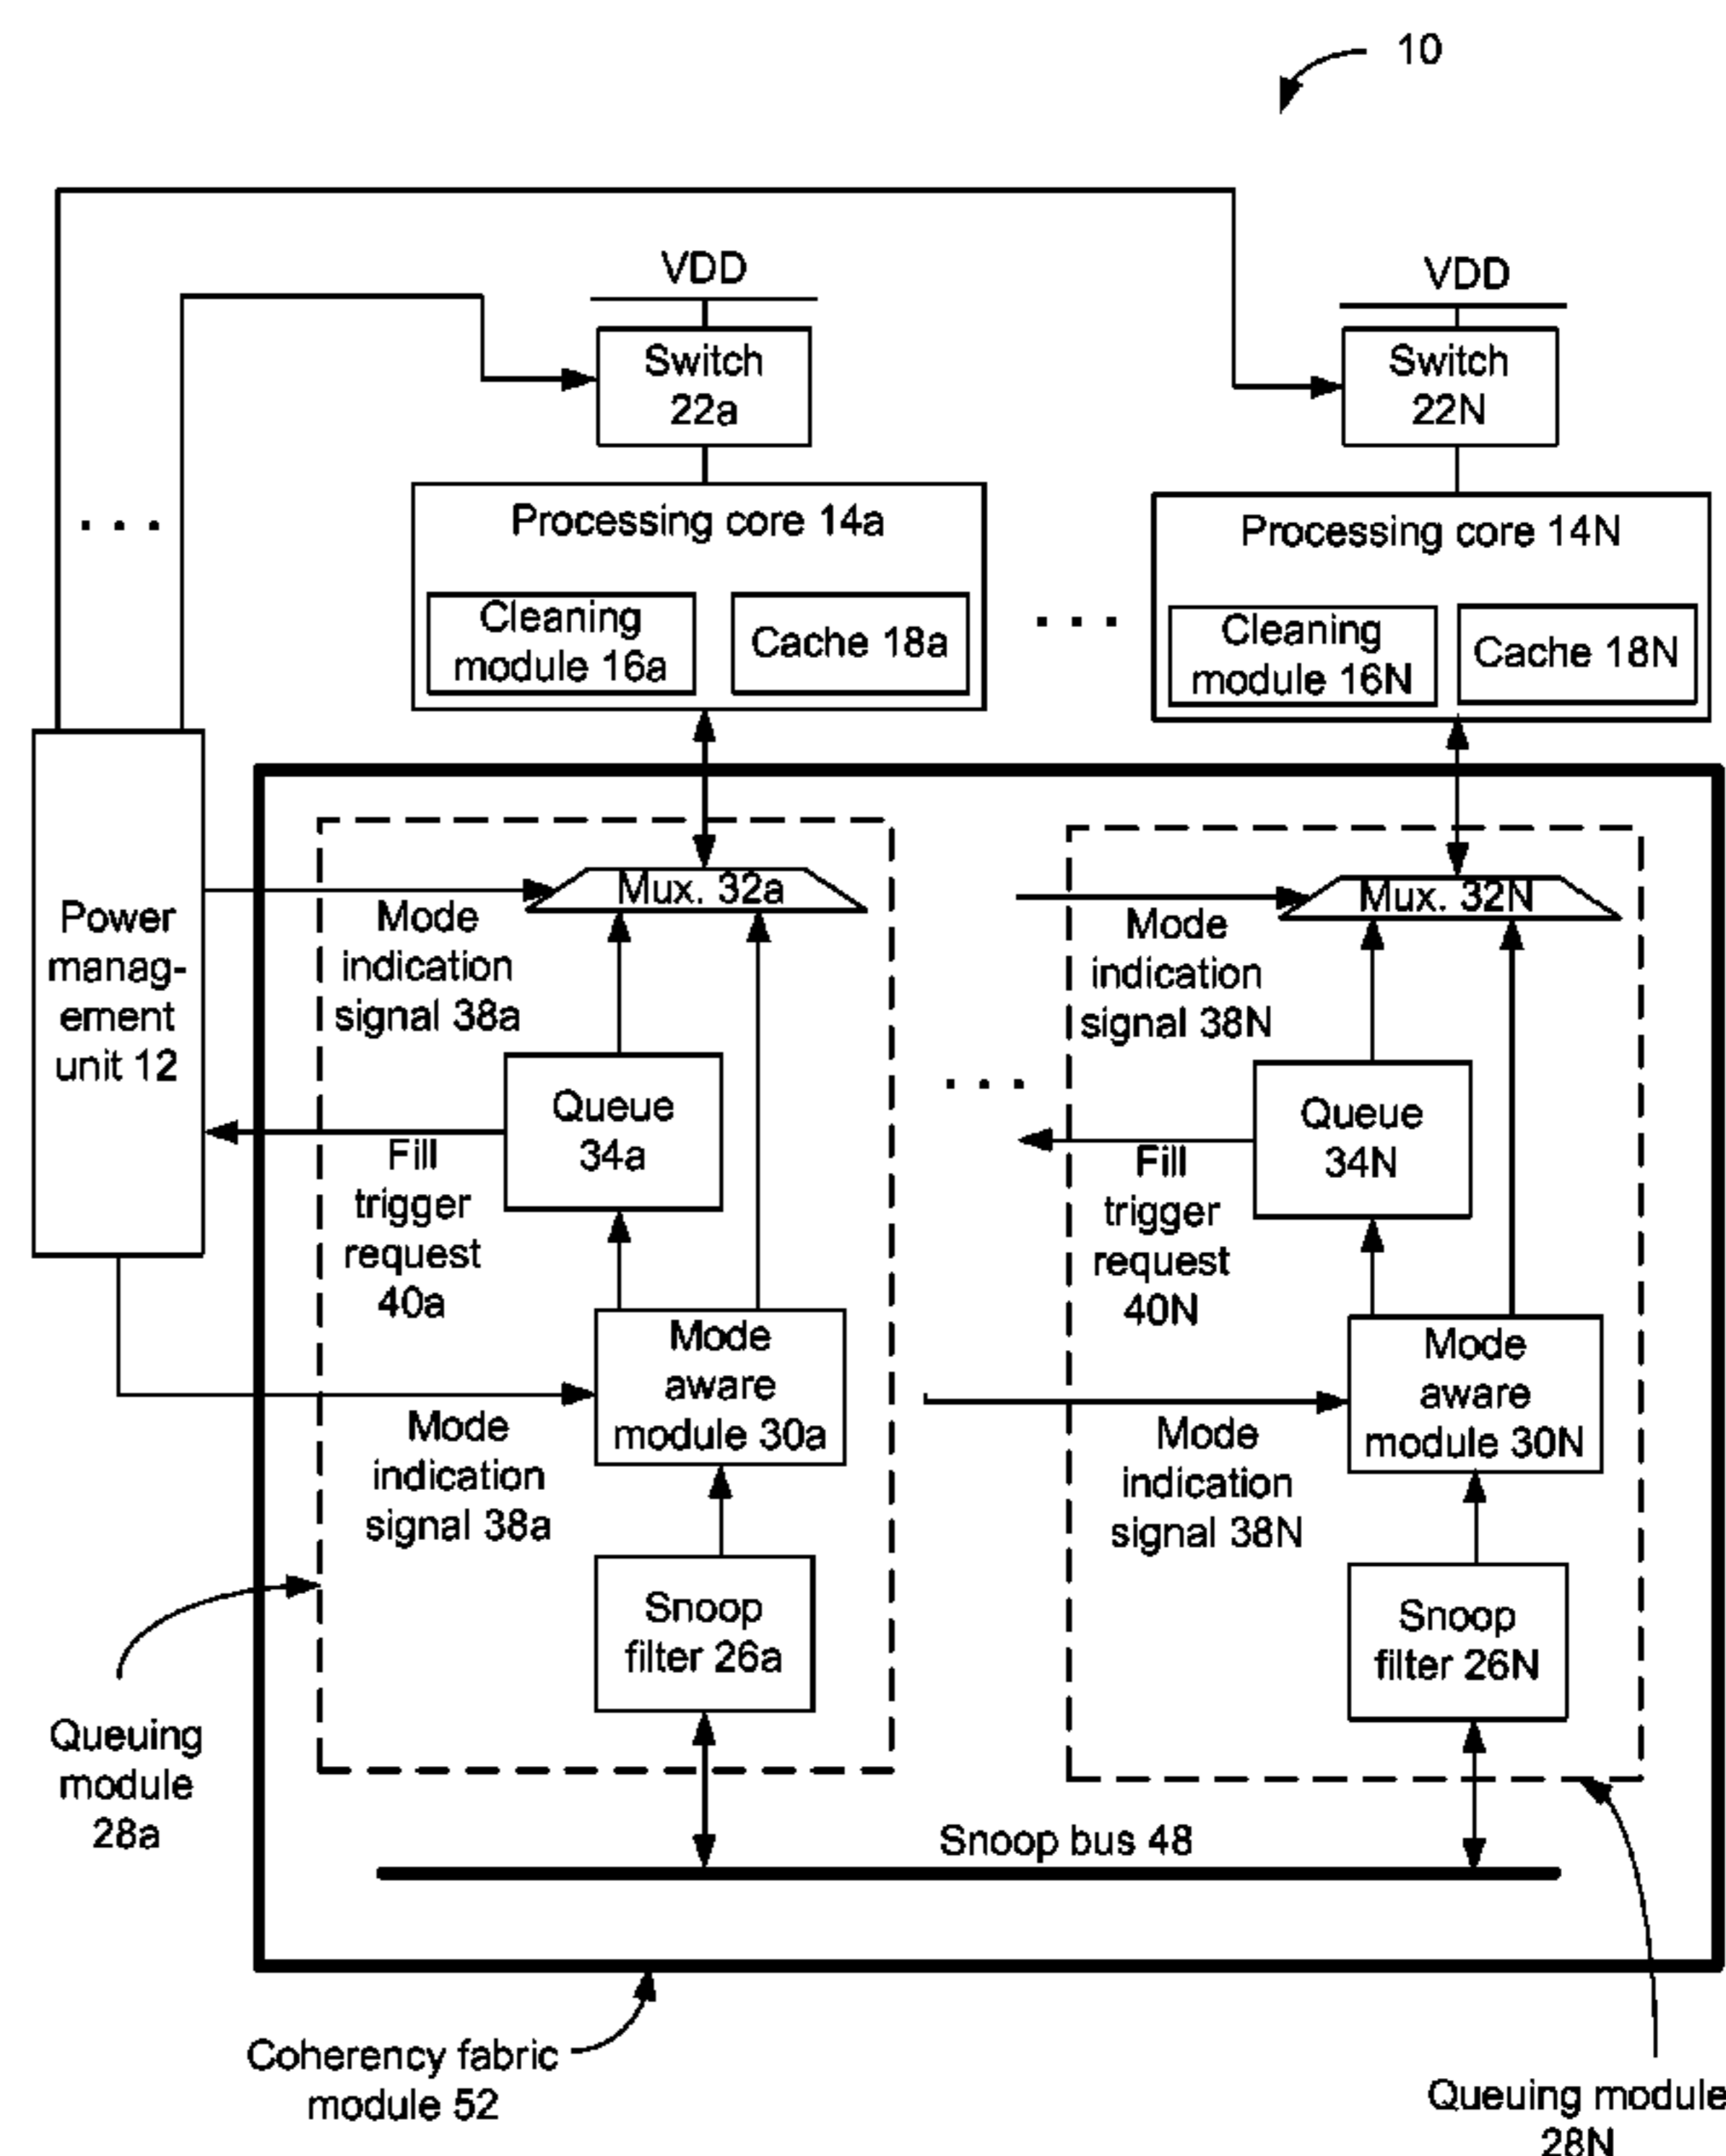 10
VDD
VDD
Switch
22a
Switch
22N
Processing core 14a
Processing core 14N
. . .
Cleaning
module 16a
Cache 18a
. . .
Cleaning
module 16N
Cache 18N
Power
manag-
ement
unit 12
Mux. 32a
Mode
indication
signal 38a
Mux. 32N
Mode
indication
signal 38N
Queue
34a
Fill
trigger
request
40a
. . .
Queue
34N
Fill
trigger
request
40N
Mode
aware
module 30a
Mode
indication
signal 38a
Mode
aware
module 30N
Mode
indication
signal 38N
Snoop
filter 26a
Snoop
filter 26N
Queuing
module
28a
Snoop bus 48
Coherency fabric
module 52
Queuing module
28N